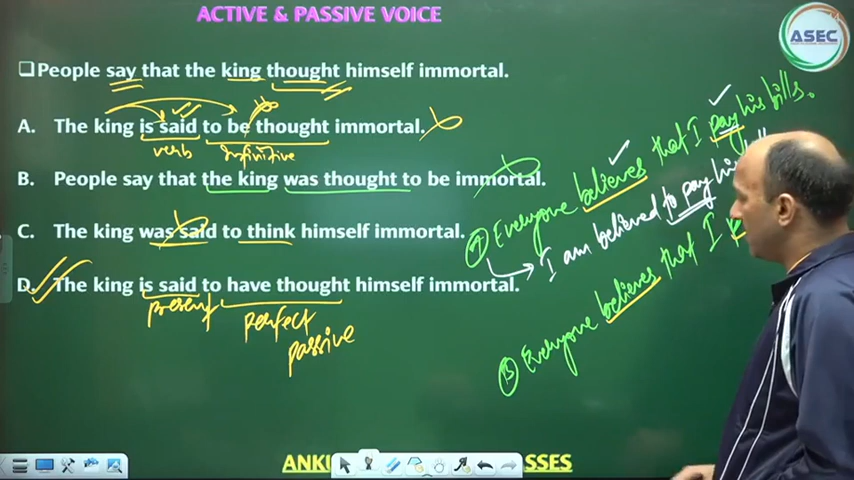 ACTIVE & PASSIVE VOICE
ASEC
❑People say that the king thought himself immortal.
A. The king is said to be thought immortal.
verb infinitive
B. People say that the king was thought to be immortal.
C. The king was said to think himself immortal.
D. The king is said to have thought himself immortal.
present perfect
passive
A Everyone believes that I pay his bills.
I am believed to pay his
B Everyone believes that I
ANKI SSES